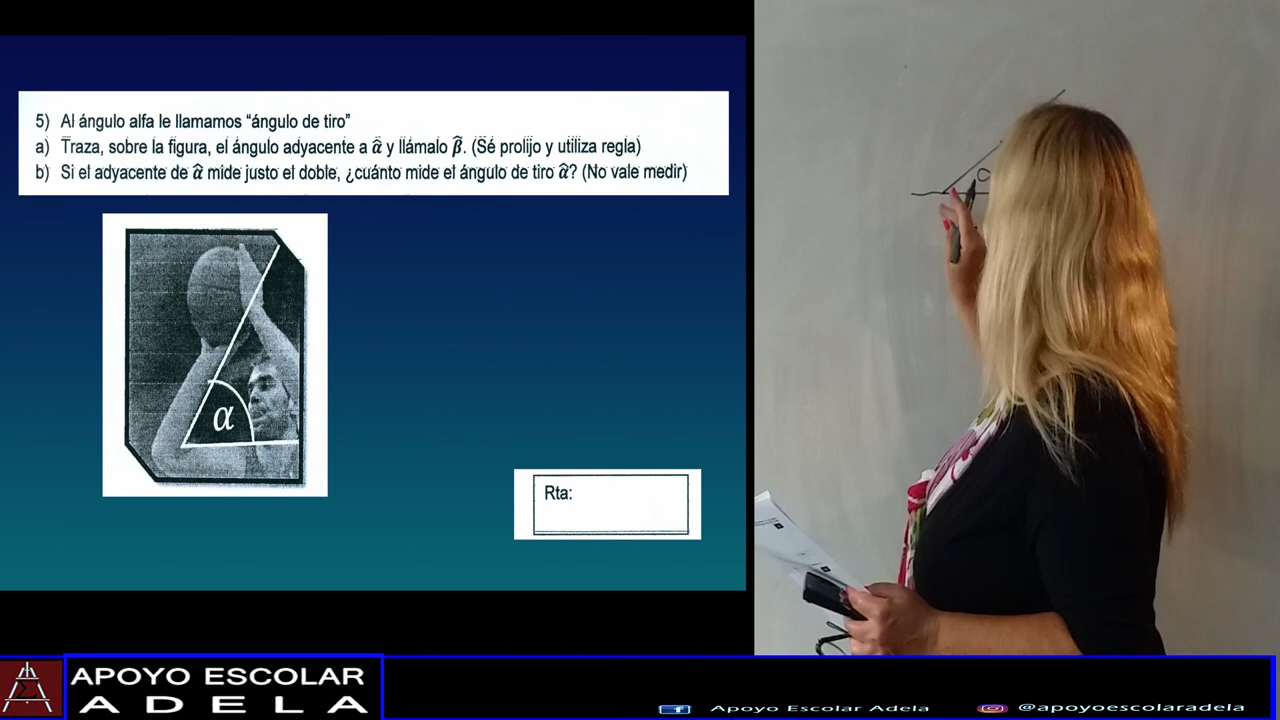 5) Al ángulo alfa le llamamos “ángulo de tiro”
a) Traza, sobre la figura, el ángulo adyacente a α̂ y llámalo β̂. (Sé prolijo y utiliza regla)
b) Si el adyacente de α̂ mide justo el doble, ¿cuánto mide el ángulo de tiro α̂? (No vale medir)
α
Rta:
APOYO ESCOLAR
ADELA
Apoyo Escolar Adela
@apoyoescolaradela